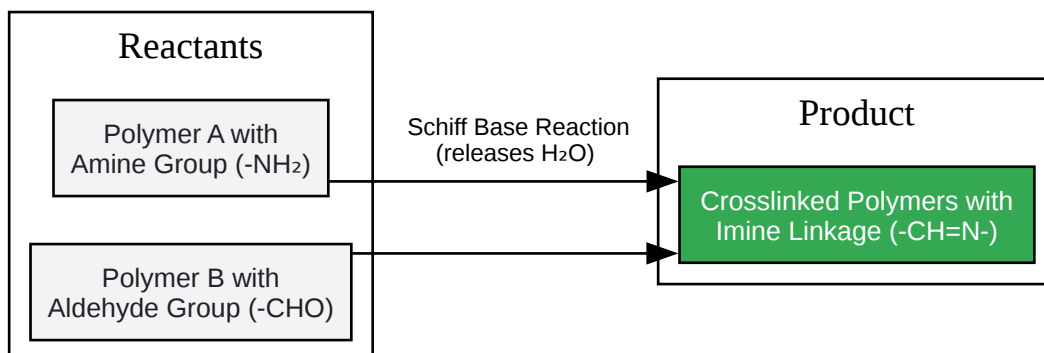 Reactants
Polymer A with
Amine Group (-NH₂)
Polymer B with
Aldehyde Group (-CHO)
Schiff Base Reaction
(releases H₂O)
Product
Crosslinked Polymers with
Imine Linkage (-CH=N-)